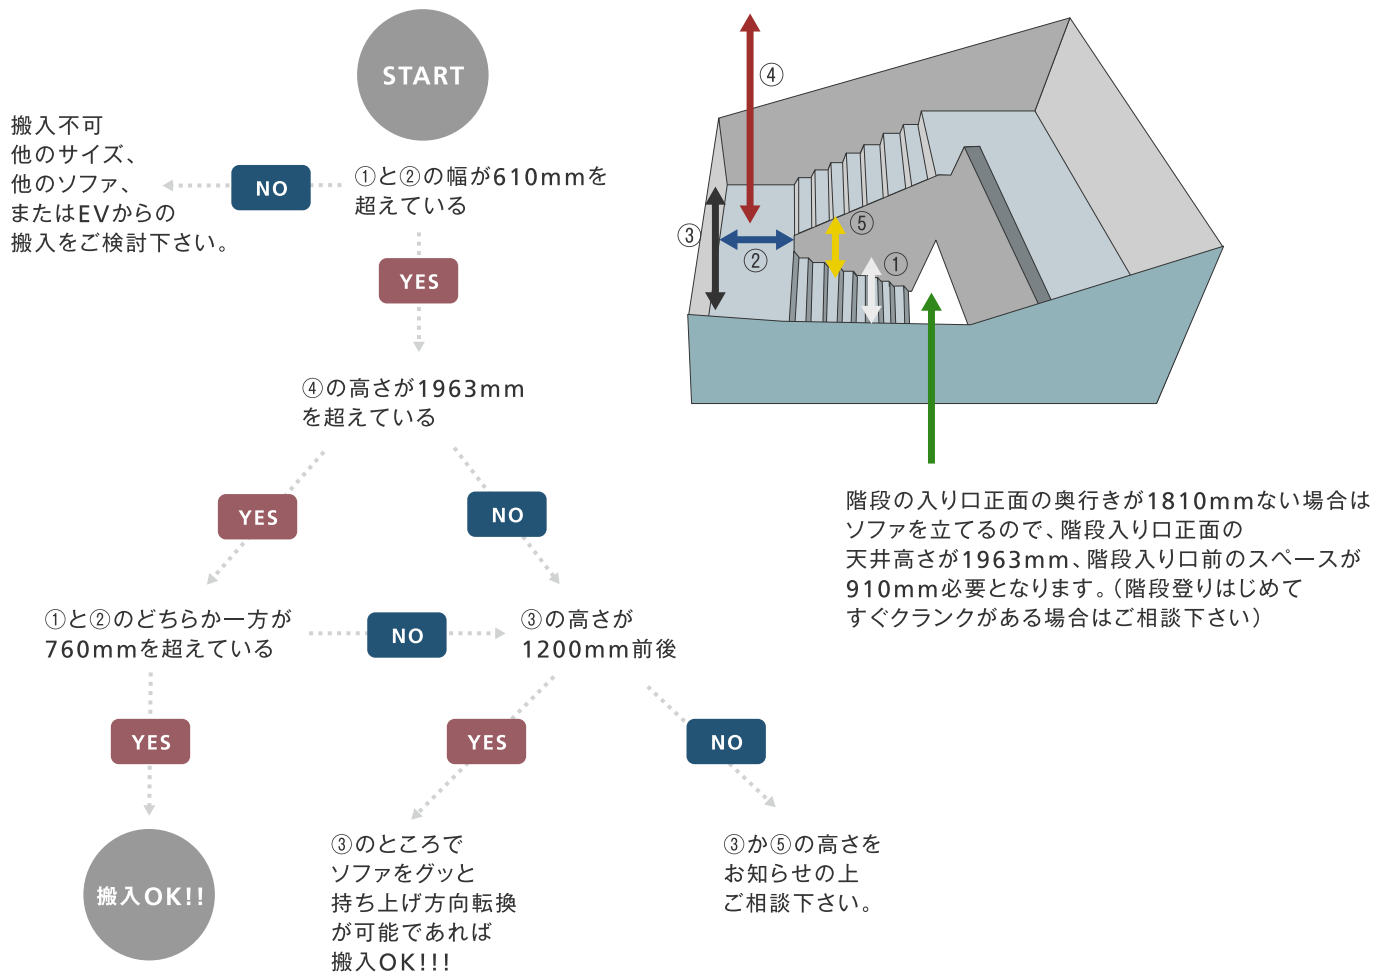 START
①と②の幅が610mmを
超えている
NO
搬入不可
他のサイズ、
他のソファ、
またはEVからの
搬入をご検討下さい。
YES
④の高さが1963mm
を超えている
YES
NO
①と②のどちらか一方が
760mmを超えている
NO
③の高さが
1200mm前後
YES
YES
NO
搬入OK!!
③のところで
ソファをグッと
持ち上げ方向転換
が可能であれば
搬入OK!!!
③か⑤の高さを
お知らせの上
ご相談下さい。
④
③
②
⑤
①
階段の入り口正面の奥行きが1810mmない場合は
ソファを立てるので、階段入り口正面の
天井高さが1963mm、階段入り口前のスペースが
910mm必要となります。（階段登りはじめて
すぐクランクがある場合はご相談下さい）